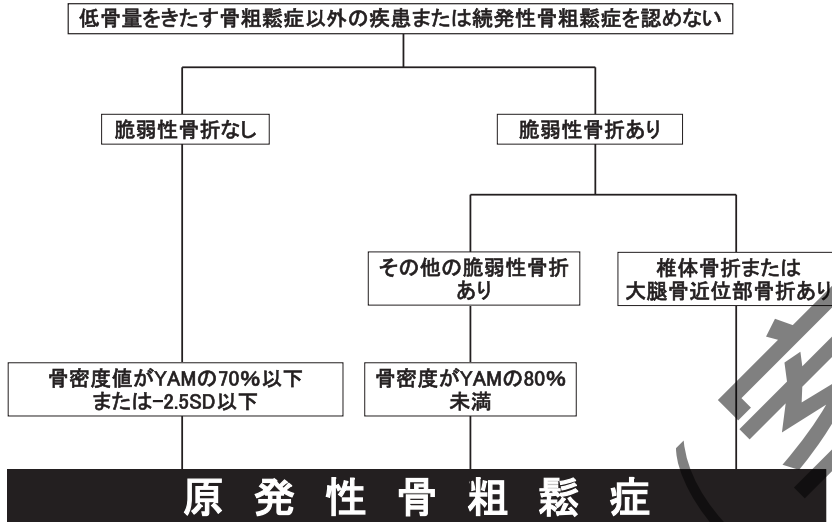 低骨量をきたす骨粗鬆症以外の疾患または続発性骨粗鬆症を認めない
脆弱性骨折なし
脆弱性骨折あり
その他の脆弱性骨折
あり
椎体骨折または
大腿骨近位部骨折あり
骨密度値がYAMの70%以下
または-2.5SD以下
骨密度がYAMの80%
未満
原発性骨粗鬆症